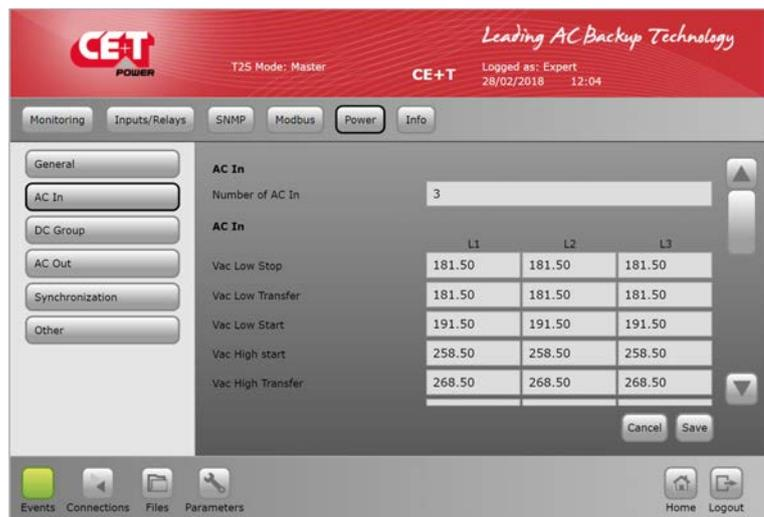 CE+T
POWER
Leading AC Backup Technology
T2S Mode: Master
CE+T
Logged as: Expert
28/02/2018 12:04
Monitoring Inputs/Relays SNMP Modbus Power Info
General
AC In
DC Group
AC Out
Synchronization
Other
AC In
Number of AC In 3
AC In
L1 L2 L3
Vac Low Stop 181.50 181.50 181.50
Vac Low Transfer 181.50 181.50 181.50
Vac Low Start 191.50 191.50 191.50
Vac High start 258.50 258.50 258.50
Vac High Transfer 268.50 268.50 268.50
Cancel Save
Events Connections Files Parameters Home Logout